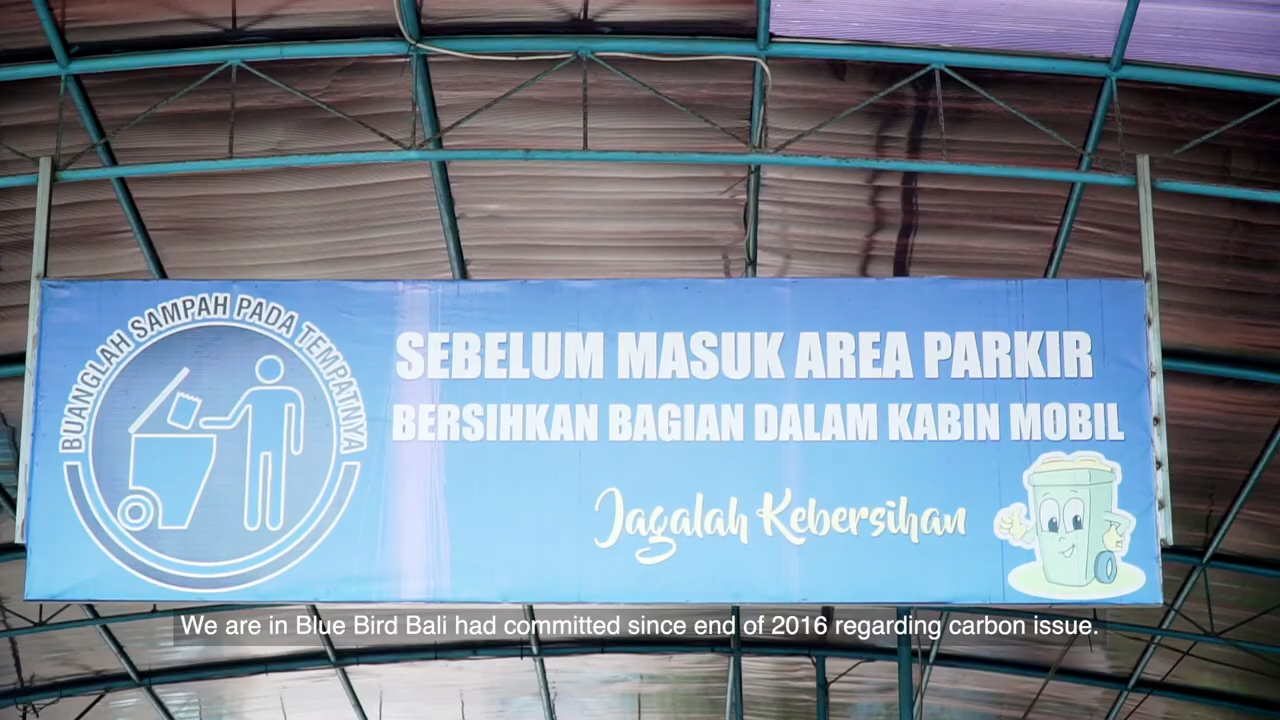 BUANGLAH SAMPAH PADA TEMPATNYA
SEBELUM MASUK AREA PARKIR
BERSIHKAN BAGIAN DALAM KABIN MOBIL
Jagalah Kebersihan
We are in Blue Bird Bali had committed since end of 2016 regarding carbon issue.